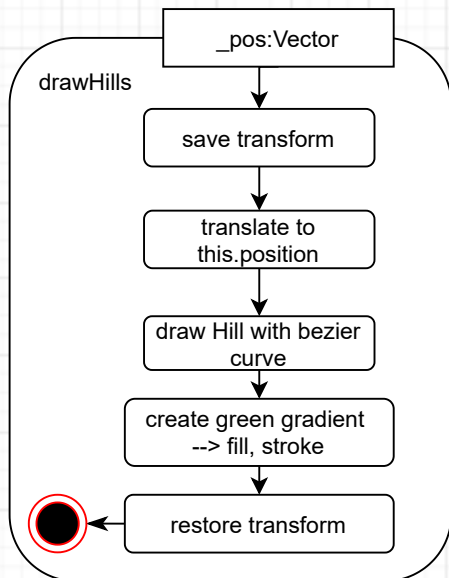 _pos:Vector
drawHills
save transform
translate to
this.position
draw Hill with bezier
curve
create green gradient
--> fill, stroke
restore transform